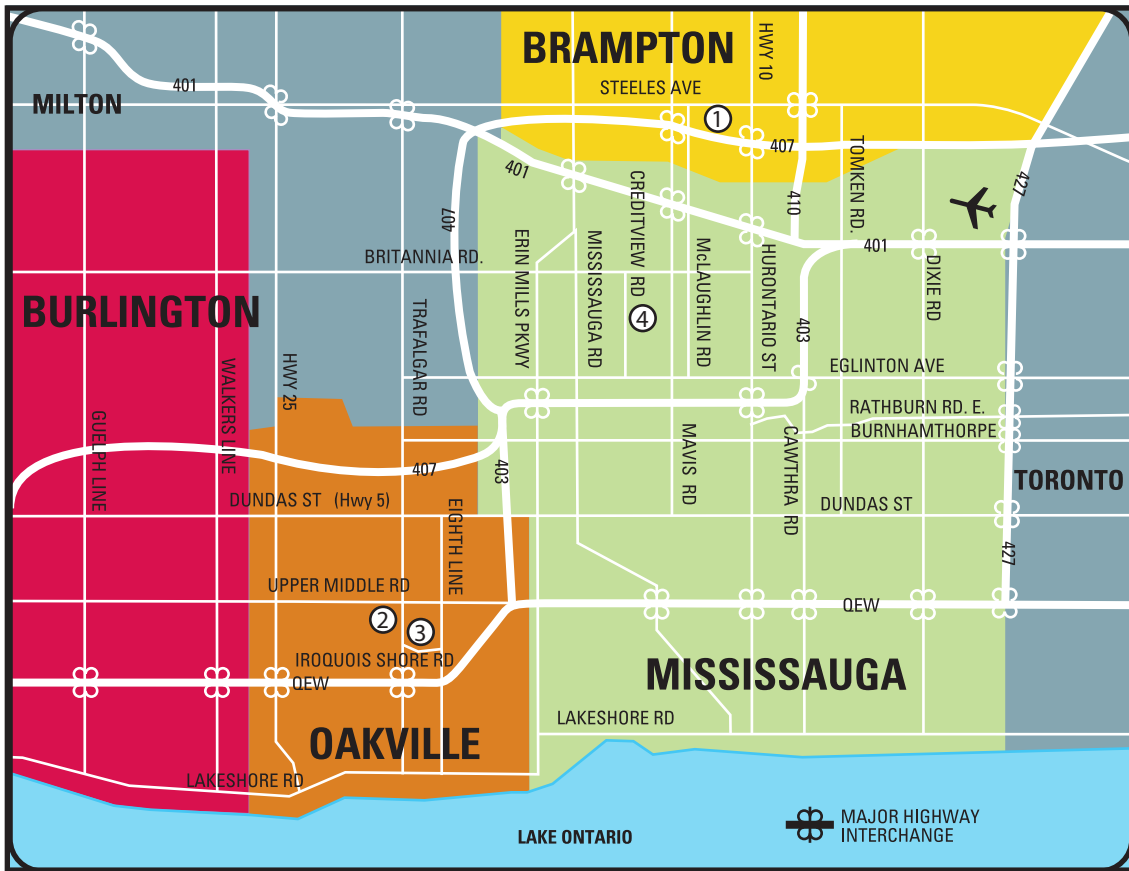 BRAMPTON
HWY 10
STEELES AVE
401
MILTON
1
407
TOMKEN RD.
401
427
CREDITVIEW RD
410
407
ERIN MILLS PKWY
MISSISSAUGA RD
McLAUGHLIN RD
HURONTARIO ST
401
BRITANNIA RD.
DIXIE RD
BURLINGTON
TRAFALGAR RD
4
403
HWY 25
WALKERS LINE
EGLINTON AVE
GUELPH LINE
RATHBURN RD. E.
BURNHAMTHORPE
MAVIS RD
CAWTHRA RD
407
403
TORONTO
DUNDAS ST (Hwy 5)
EIGHTH LINE
DUNDAS ST
427
UPPER MIDDLE RD
QEW
2
3
IROQUOIS SHORE RD
QEW
MISSISSAUGA
LAKESHORE RD
OAKVILLE
LAKESHORE RD
LAKE ONTARIO
MAJOR HIGHWAY
INTERCHANGE